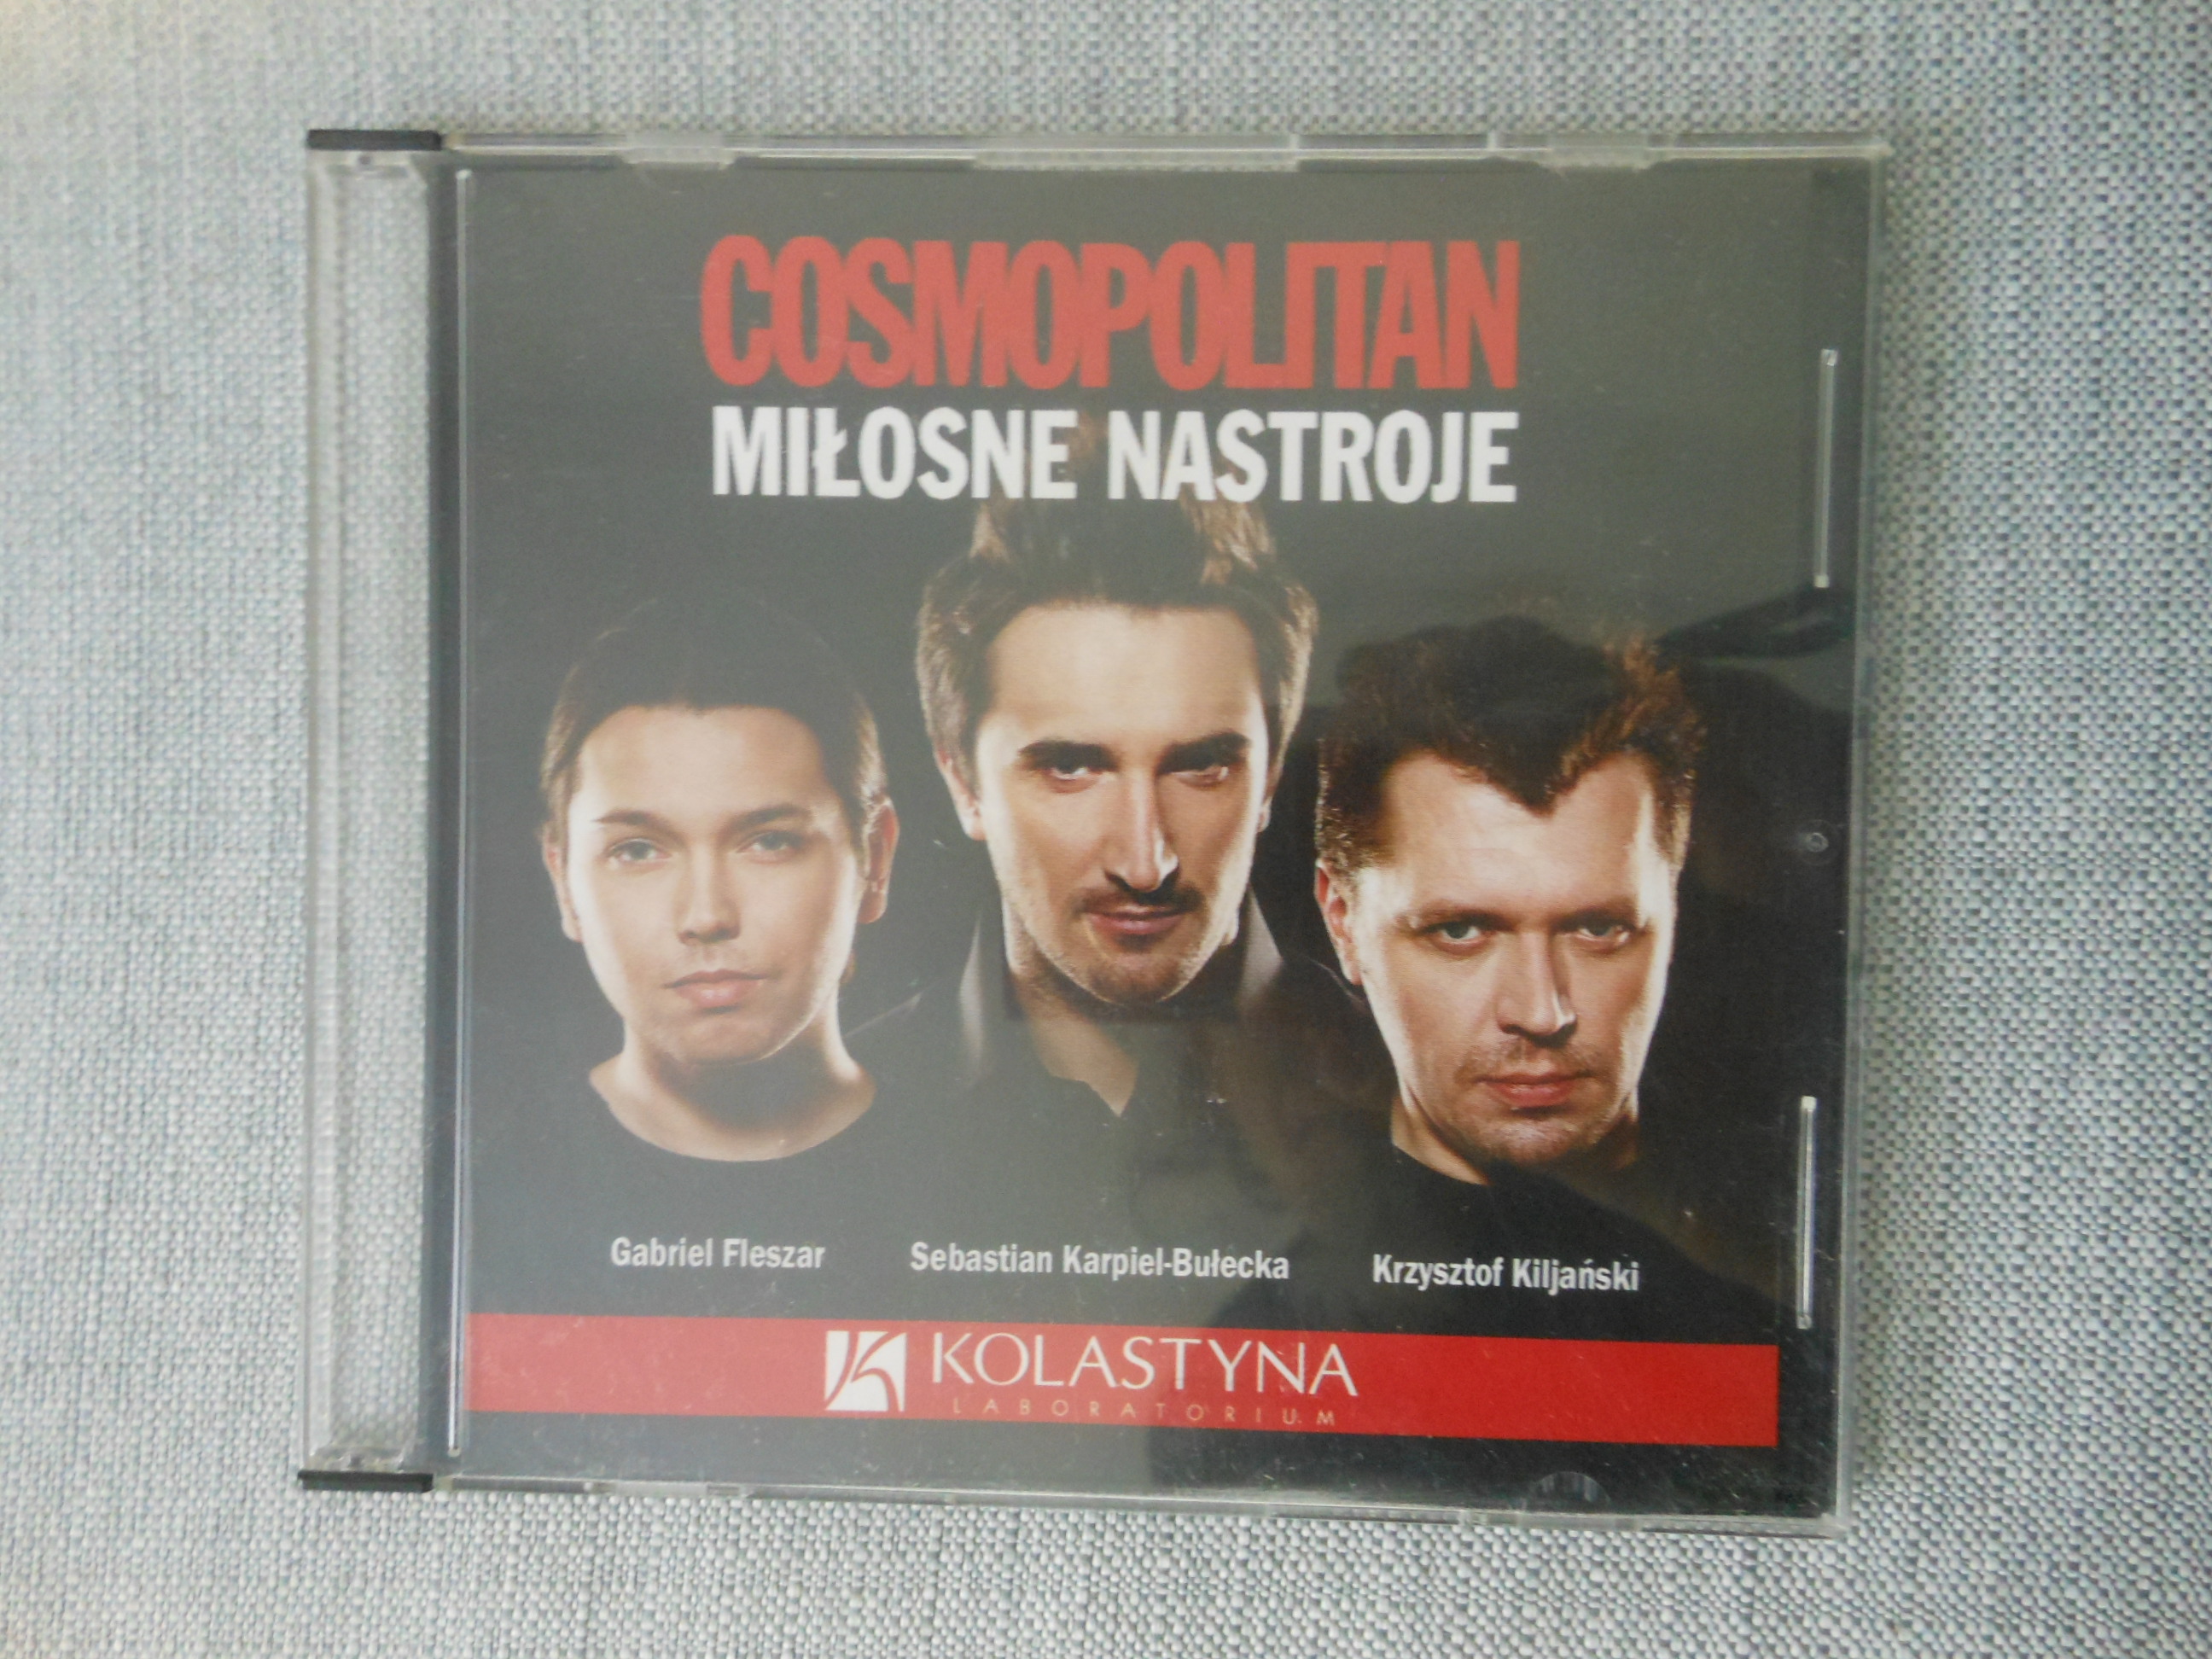 COSMOPOLITAN
MIŁOSNE NASTROJE
Gabriel Fleszar
Sebastian Karpiel-Bułecka
Krzysztof Kiljański
KOLASTYNA
LABORATORIUM